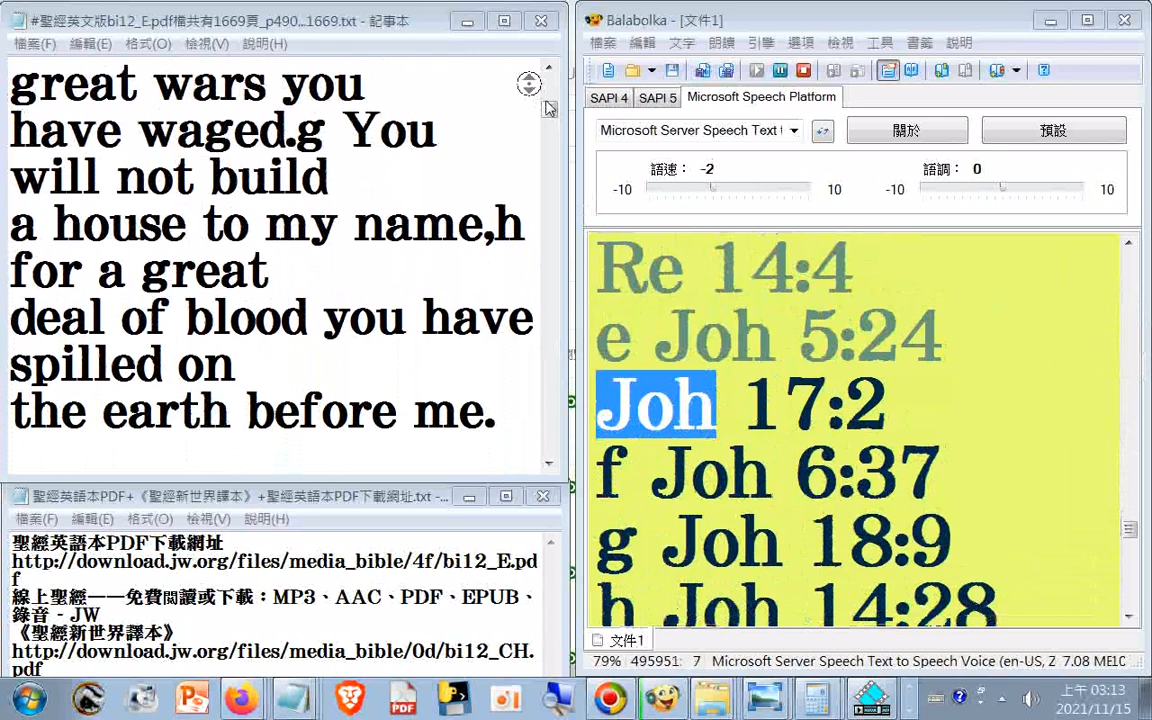 #聖經英文版bi12_E.pdf檔共有1669頁_p490...1669.txt - 記事本
檔案(F) 編輯(E) 格式(O) 檢視(V) 說明(H)
great wars you
have waged.g You
will not build
a house to my name,h
for a great
deal of blood you have
spilled on
the earth before me.
聖經英語本PDF+《聖經新世界譯本》+聖經英語本PDF下載網址.txt -...
檔案(F) 編輯(E) 格式(O) 檢視(V) 說明(H)
聖經英語本PDF下載網址
http://download.jw.org/files/media_bible/4f/bi12_E.pd
f
線上聖經——免費閱讀或下載：MP3、AAC、PDF、EPUB、
錄音 - JW
《聖經新世界譯本》
http://download.jw.org/files/media_bible/0d/bi12_CH.
pdf
Balabolka - [文件1]
檔案 編輯 文字 朗讀 引擎 選項 檢視 工具 書籤 說明
SAPI 4 SAPI 5 Microsoft Speech Platform
Microsoft Server Speech Text 關於 預設
語速： -2 語調： 0
-10 10 -10 10
Re 14:4
e Joh 5:24
Joh 17:2
f Joh 6:37
g Joh 18:9
h Joh 14:28
文件1
79% 495951: 7 Microsoft Server Speech Text to Speech Voice (en-US, Z 7.08 ME10
PDF
上午 03:13
2021/11/15